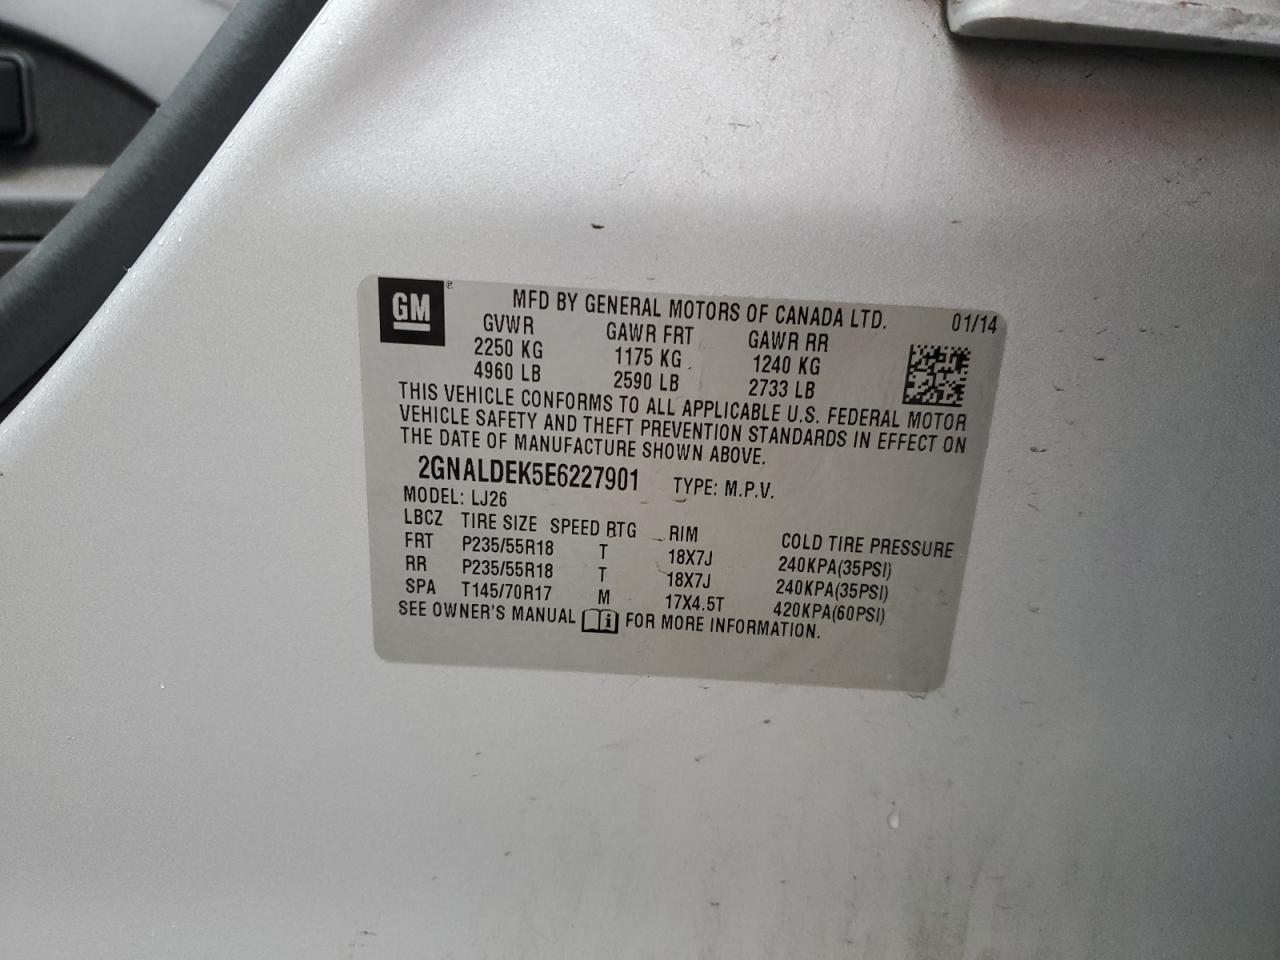 GM®
MFD BY GENERAL MOTORS OF CANADA LTD. 01/14
GVWR GAWR FRT GAWR RR
2250 KG 1175 KG 1240 KG
4960 LB 2590 LB 2733 LB
THIS VEHICLE CONFORMS TO ALL APPLICABLE U.S. FEDERAL MOTOR
VEHICLE SAFETY AND THEFT PREVENTION STANDARDS IN EFFECT ON
THE DATE OF MANUFACTURE SHOWN ABOVE.
2GNALDEK5E6227901 TYPE: M.P.V.
MODEL: LJ26
LBCZ TIRE SIZE SPEED RTG RIM COLD TIRE PRESSURE
FRT P235/55R18 T 18X7J 240KPA(35PSI)
RR P235/55R18 T 18X7J 240KPA(35PSI)
SPA T145/70R17 M 17X4.5T 420KPA(60PSI)
SEE OWNER'S MANUAL i FOR MORE INFORMATION.